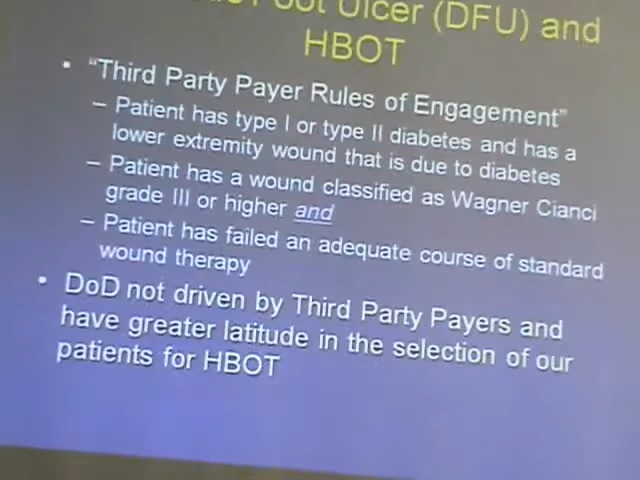 Foot Ulcer (DFU) and
HBOT
• "Third Party Payer Rules of Engagement"
– Patient has type I or type II diabetes and has a
lower extremity wound that is due to diabetes
– Patient has a wound classified as Wagner Cianci
grade III or higher and
– Patient has failed an adequate course of standard
wound therapy
• DoD not driven by Third Party Payers and
have greater latitude in the selection of our
patients for HBOT